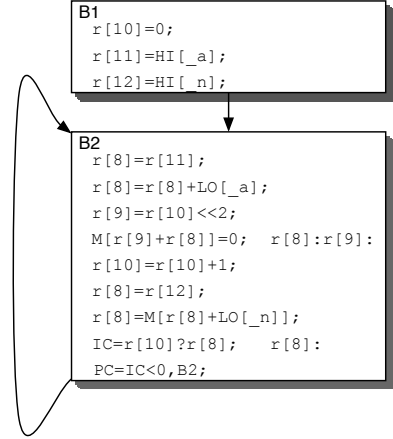 B1
r[10]=0;
r[11]=HI[_a];
r[12]=HI[_n];
B2
r[8]=r[11];
r[8]=r[8]+LO[_a];
r[9]=r[10]<<2;
M[r[9]+r[8]]=0; r[8]:r[9]:
r[10]=r[10]+1;
r[8]=r[12];
r[8]=M[r[8]+LO[_n]];
IC=r[10]?r[8]; r[8]:
PC=IC<0,B2;